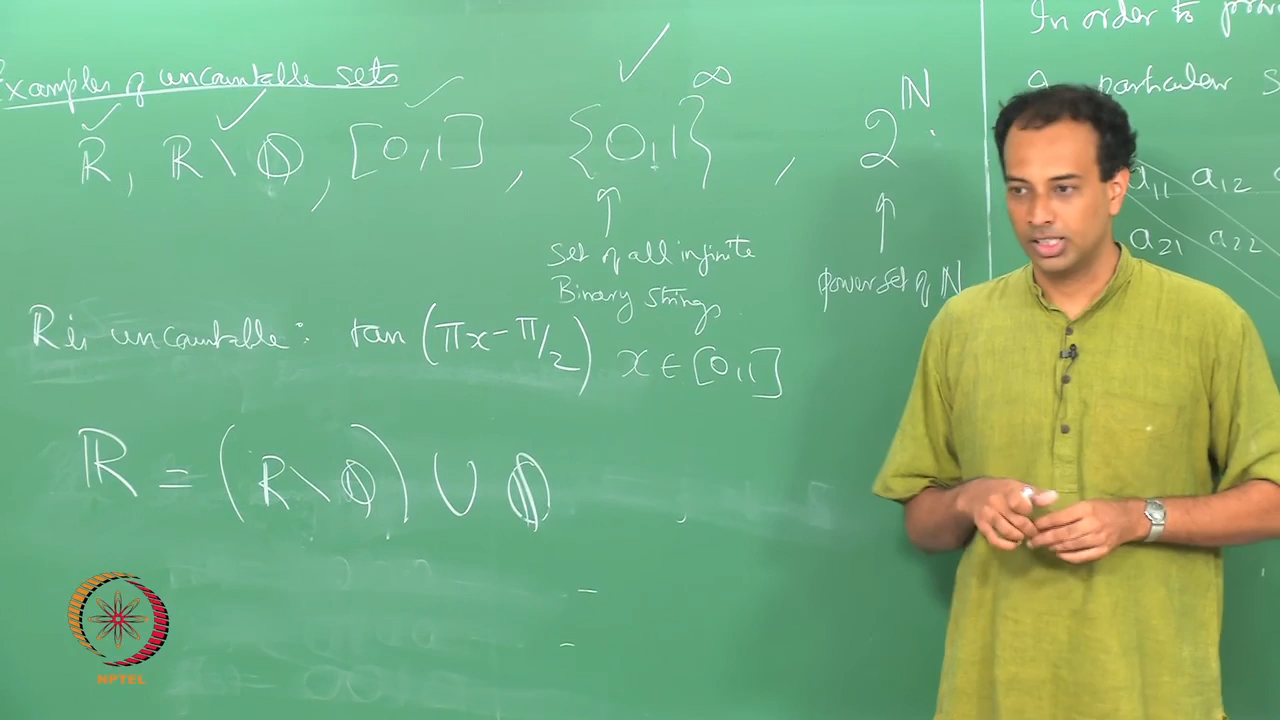 Examples of uncountable sets
ℝ, ℝ \ ℚ, [0,1], {0,1}^∞, 2^ℕ
Set of all infinite
Binary strings
power set of ℕ
ℝ is uncountable: tan (πx - π/2) x ∈ [0,1]
ℝ = (ℝ \ ℚ) ∪ ℚ
In order to prov
a particular s
a₁₁ a₁₂
a₂₁ a₂₂
NPTEL